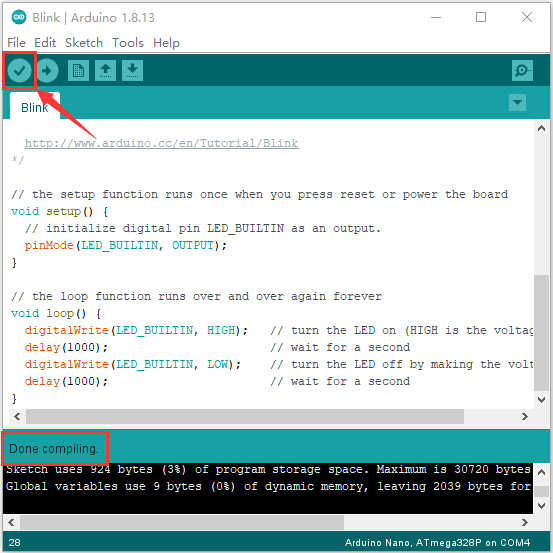 Blink | Arduino 1.8.13
File Edit Sketch Tools Help
Blink
http://www.arduino.cc/en/Tutorial/Blink
*/
// the setup function runs once when you press reset or power the board
void setup() {
// initialize digital pin LED_BUILTIN as an output.
pinMode(LED_BUILTIN, OUTPUT);
}
// the loop function runs over and over again forever
void loop() {
digitalWrite(LED_BUILTIN, HIGH);   // turn the LED on (HIGH is the voltag
delay(1000);                       // wait for a second
digitalWrite(LED_BUILTIN, LOW);    // turn the LED off by making the volt
delay(1000);                       // wait for a second
}
Done compiling.
Sketch uses 924 bytes (3%) of program storage space. Maximum is 30720 bytes
Global variables use 9 bytes (0%) of dynamic memory, leaving 2039 bytes for
28 Arduino Nano, ATmega328P on COM4